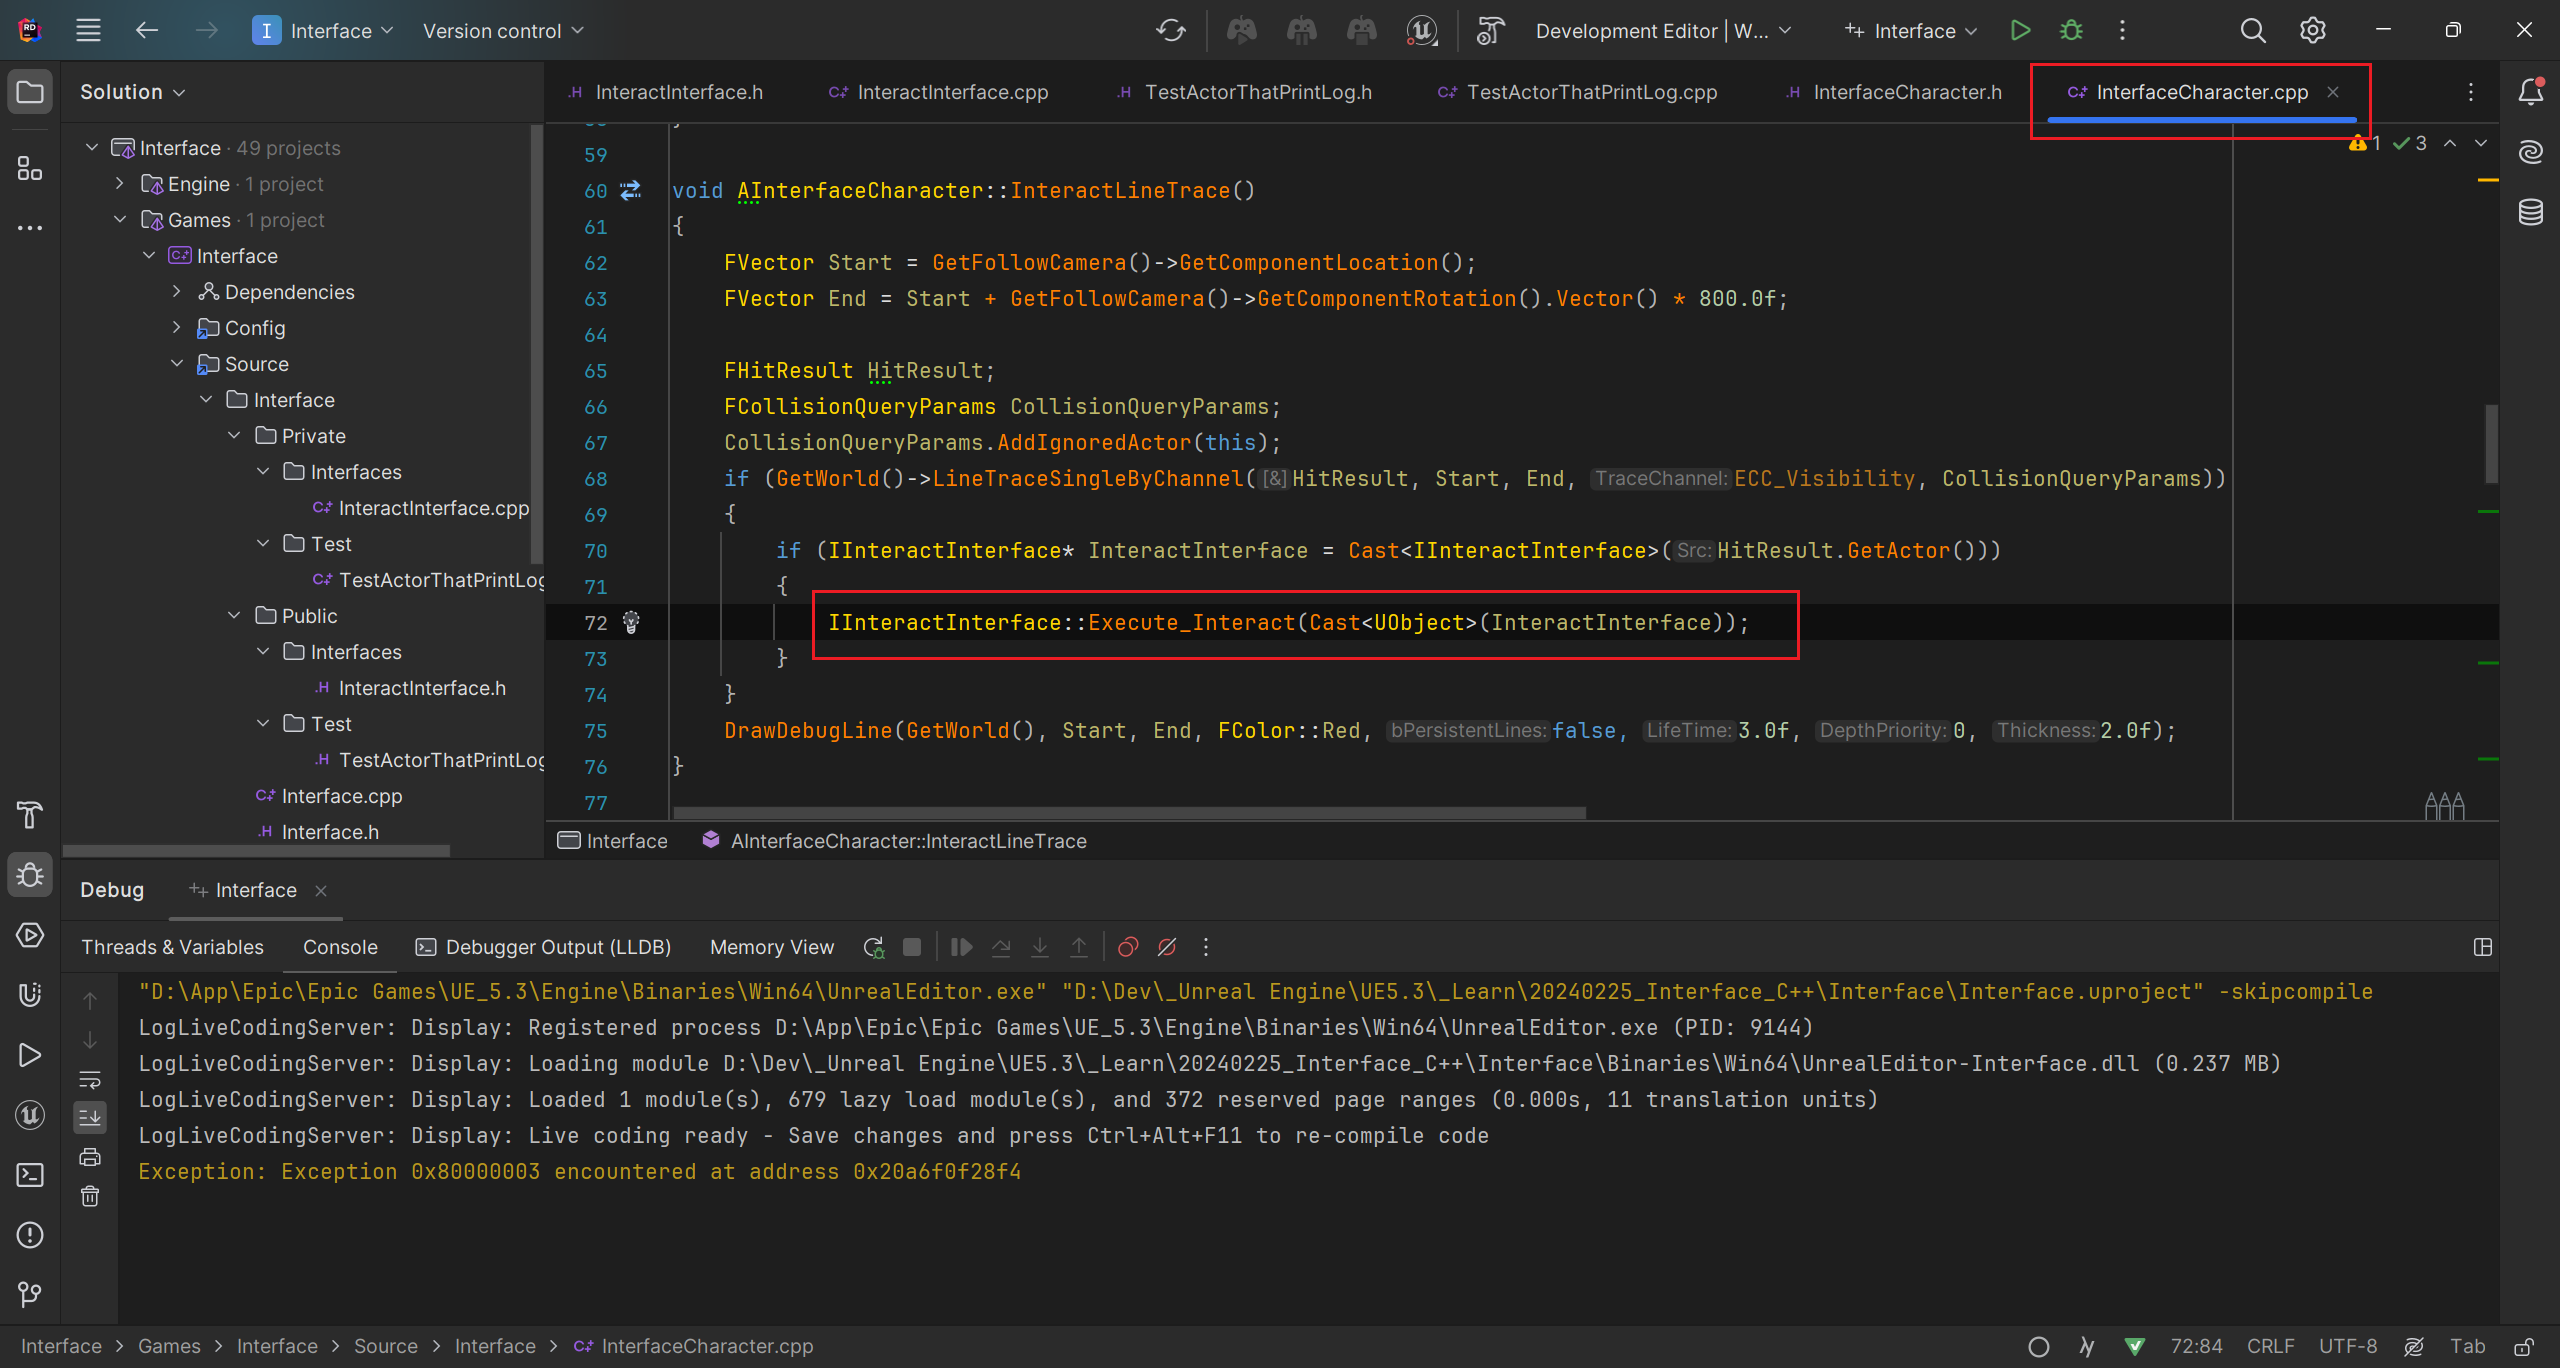 Interface
Version control
Development Editor | W...
Interface
Solution
InteractInterface.h
InteractInterface.cpp
TestActorThatPrintLog.h
TestActorThatPrintLog.cpp
InterfaceCharacter.h
InterfaceCharacter.cpp
1
3
Interface · 49 projects
Engine · 1 project
Games · 1 project
Interface
Dependencies
Config
Source
Interface
Private
Interfaces
InteractInterface.cpp
Test
TestActorThatPrintLog
Public
Interfaces
InteractInterface.h
Test
TestActorThatPrintLog
Interface.cpp
Interface.h
59
60 void AInterfaceCharacter::InteractLineTrace()
61 {
62 FVector Start = GetFollowCamera()->GetComponentLocation();
63 FVector End = Start + GetFollowCamera()->GetComponentRotation().Vector() * 800.0f;
64
65 FHitResult HitResult;
66 FCollisionQueryParams CollisionQueryParams;
67 CollisionQueryParams.AddIgnoredActor(this);
68 if (GetWorld()->LineTraceSingleByChannel([&]HitResult, Start, End, TraceChannel:ECC_Visibility, CollisionQueryParams))
69 {
70 if (IInteractInterface* InteractInterface = Cast<IInteractInterface>(Src:HitResult.GetActor()))
71 {
72 IInteractInterface::Execute_Interact(Cast<UObject>(InteractInterface));
73 }
74 }
75 DrawDebugLine(GetWorld(), Start, End, FColor::Red, bPersistentLines:false, LifeTime:3.0f, DepthPriority:0, Thickness:2.0f);
76 }
77
Interface
AInterfaceCharacter::InteractLineTrace
Debug
Interface
Threads & Variables
Console
Debugger Output (LLDB)
Memory View
"D:\App\Epic\Epic Games\UE_5.3\Engine\Binaries\Win64\UnrealEditor.exe" "D:\Dev\_Unreal Engine\UE5.3\_Learn\20240225_Interface_C++\Interface\Interface.uproject" -skipcompile
LogLiveCodingServer: Display: Registered process D:\App\Epic\Epic Games\UE_5.3\Engine\Binaries\Win64\UnrealEditor.exe (PID: 9144)
LogLiveCodingServer: Display: Loading module D:\Dev\_Unreal Engine\UE5.3\_Learn\20240225_Interface_C++\Interface\Binaries\Win64\UnrealEditor-Interface.dll (0.237 MB)
LogLiveCodingServer: Display: Loaded 1 module(s), 679 lazy load module(s), and 372 reserved page ranges (0.000s, 11 translation units)
LogLiveCodingServer: Display: Live coding ready - Save changes and press Ctrl+Alt+F11 to re-compile code
Exception: Exception 0x80000003 encountered at address 0x20a6f0f28f4
Interface > Games > Interface > Source > Interface > InterfaceCharacter.cpp
72:84
CRLF
UTF-8
Tab